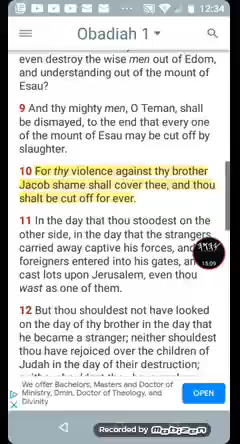 12:34
Obadiah 1
even destroy the wise men out of Edom,
and understanding out of the mount of
Esau?
9 And thy mighty men, O Teman, shall
be dismayed, to the end that every one
of the mount of Esau may be cut off by
slaughter.
10 For thy violence against thy brother
Jacob shame shall cover thee, and thou
shalt be cut off for ever.
11 In the day that thou stoodest on the
other side, in the day that the strangers
carried away captive his forces, and
foreigners entered into his gates, an
cast lots upon Jerusalem, even thou
wast as one of them.
15:09
12 But thou shouldest not have looked
on the day of thy brother in the day that
he became a stranger; neither shouldest
thou have rejoiced over the children of
Judah in the day of their destruction;
We offer Bachelors, Masters and Doctor of
Ministry, Dmin, Doctor of Theology, and
Divinity
OPEN
Recorded by Mobizen